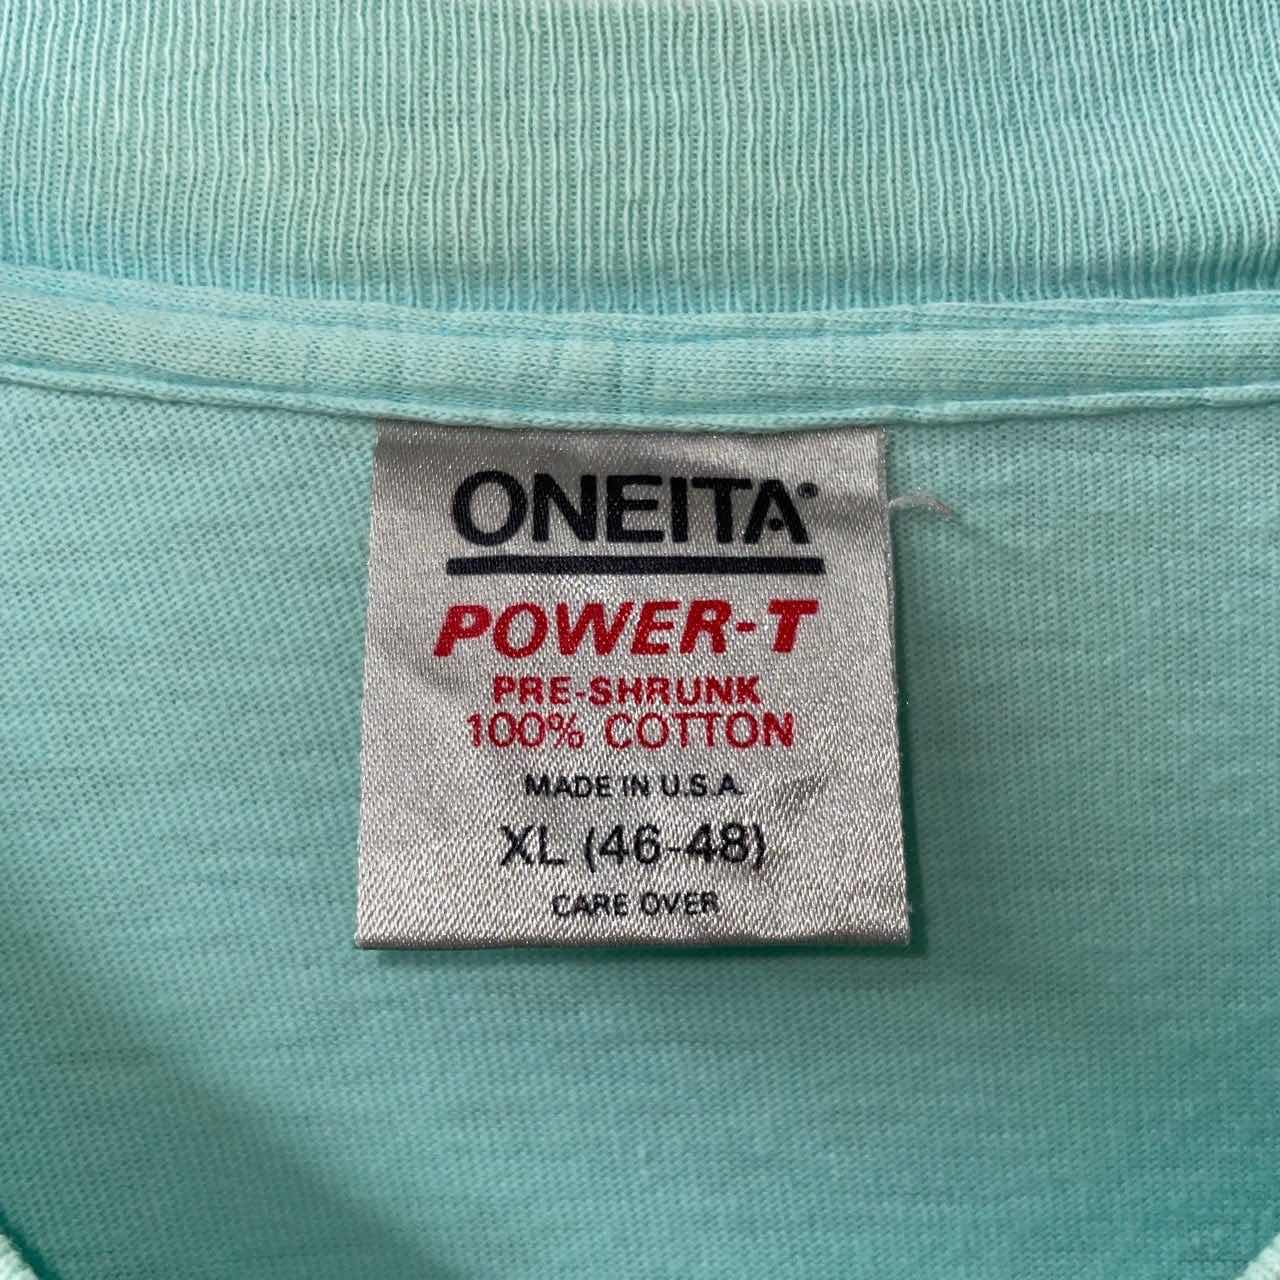 ONEITA®
POWER-T
PRE-SHRUNK
100% COTTON
MADE IN U.S.A.
XL (46-48)
CARE OVER